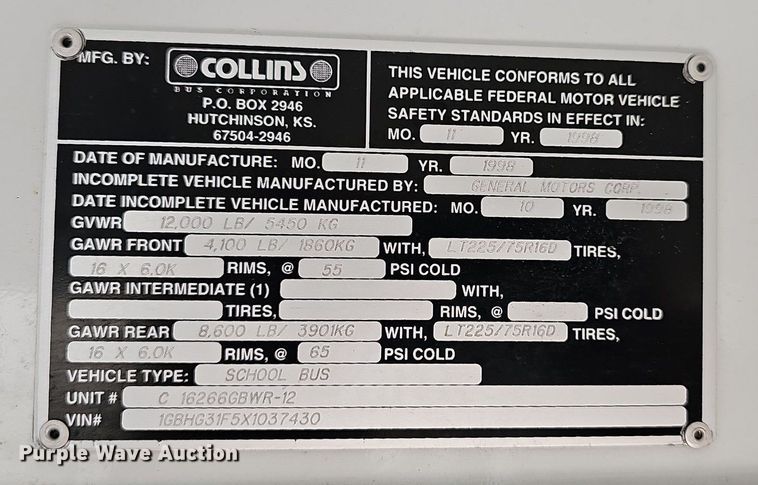 MFG. BY:
COLLINS
BUS CORPORATION
P.O. BOX 2946
HUTCHINSON, KS.
67504-2946
THIS VEHICLE CONFORMS TO ALL
APPLICABLE FEDERAL MOTOR VEHICLE
SAFETY STANDARDS IN EFFECT IN:
MO. 11 YR. 1998
DATE OF MANUFACTURE: MO. 11 YR. 1998
INCOMPLETE VEHICLE MANUFACTURED BY: GENERAL MOTORS CORP.
DATE INCOMPLETE VEHICLE MANUFACTURED: MO. 10 YR. 1998
GVWR 12,000 LB/ 5450 KG
GAWR FRONT 4,100 LB/ 1860KG WITH, LT225/75R16D TIRES,
16 X 6.0K RIMS, @ 55 PSI COLD
GAWR INTERMEDIATE (1) WITH,
TIRES, RIMS, @ PSI COLD
GAWR REAR 8,600 LB/ 3901KG WITH, LT225/75R16D TIRES,
16 X 6.0K RIMS, @ 65 PSI COLD
VEHICLE TYPE: SCHOOL BUS
UNIT # C 16266GBWR-12
VIN# 1GBHG31F5X1037430
Purple Wave Auction